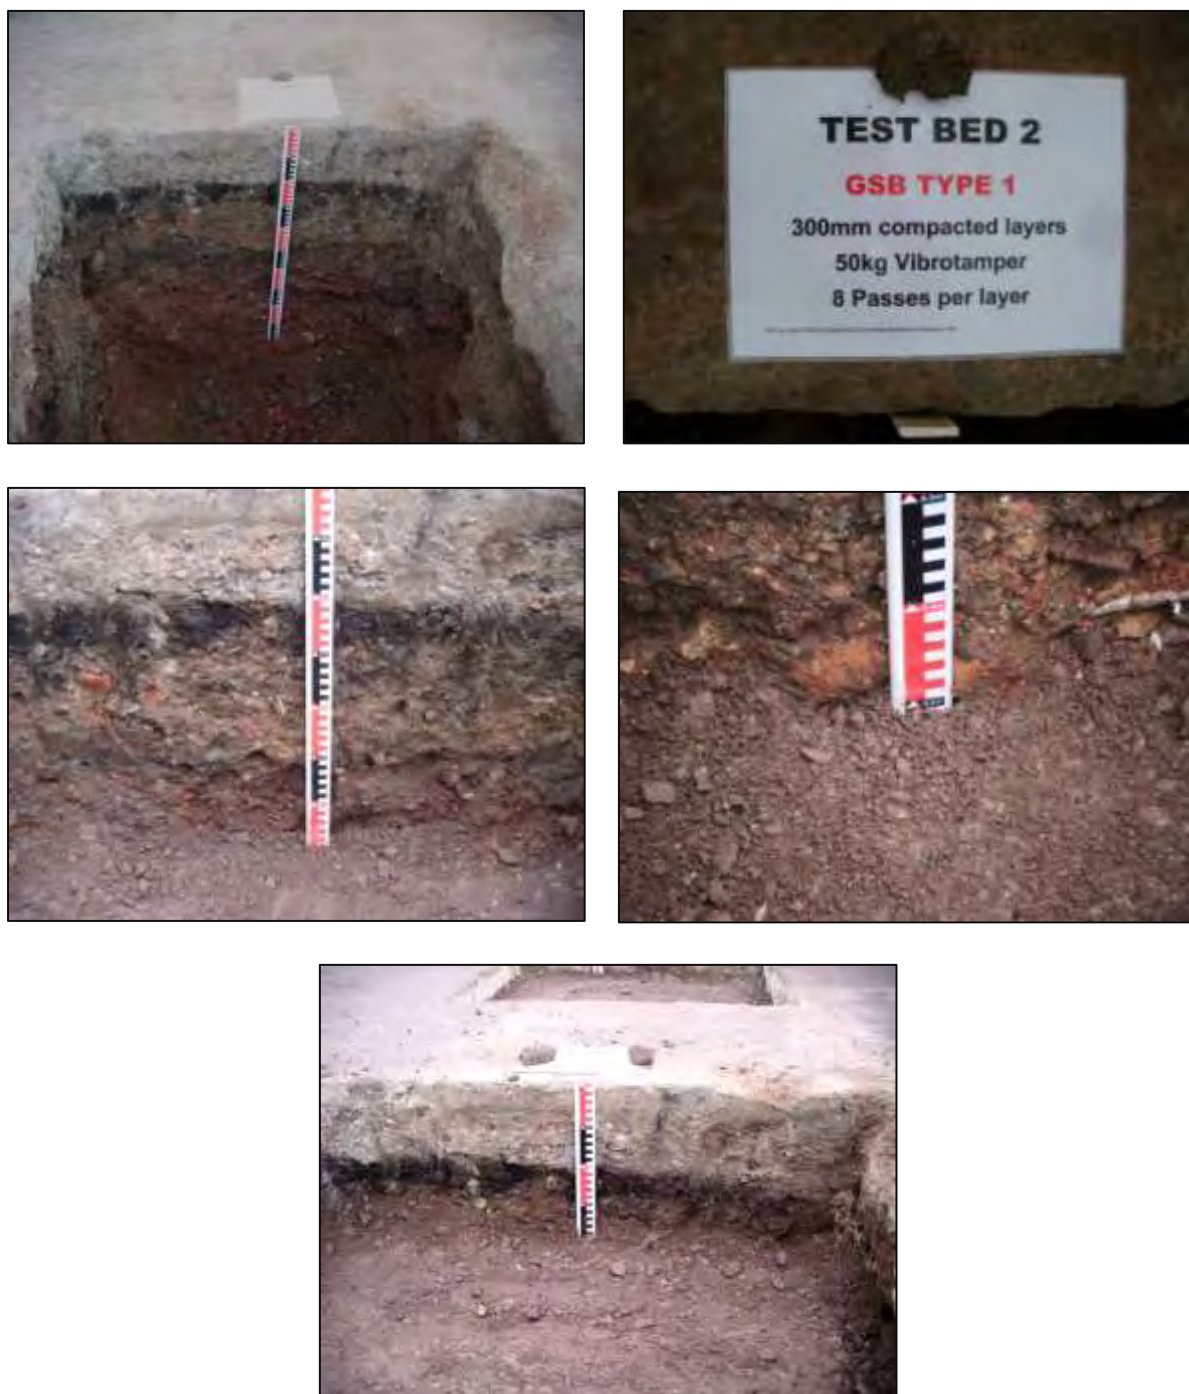 TEST BED 2
GSB TYPE 1
300mm compacted layers
50kg Vibrotamper
8 Passes per layer